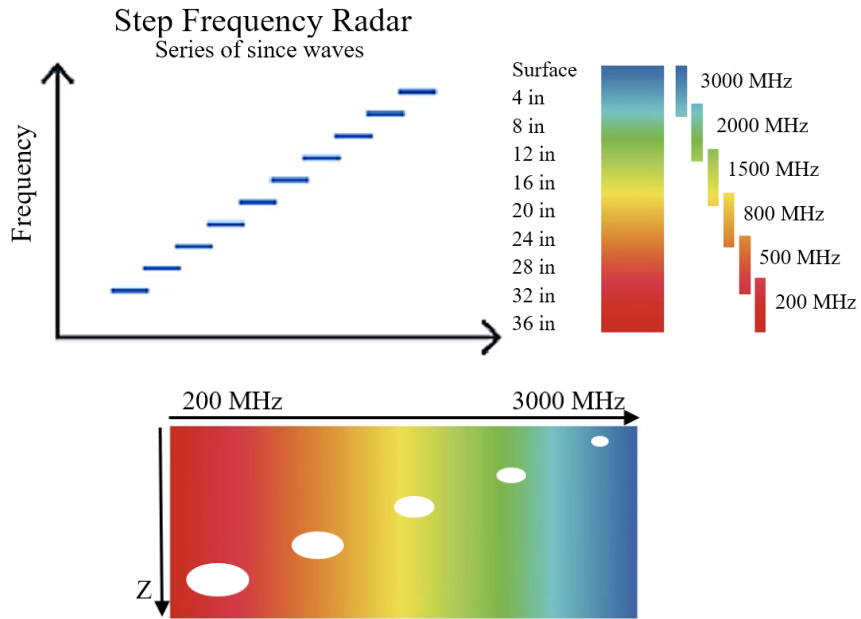 Step Frequency Radar
Series of since waves
Frequency
Surface
4 in
8 in
12 in
16 in
20 in
24 in
28 in
32 in
36 in
3000 MHz
2000 MHz
1500 MHz
800 MHz
500 MHz
200 MHz
200 MHz
3000 MHz
Z